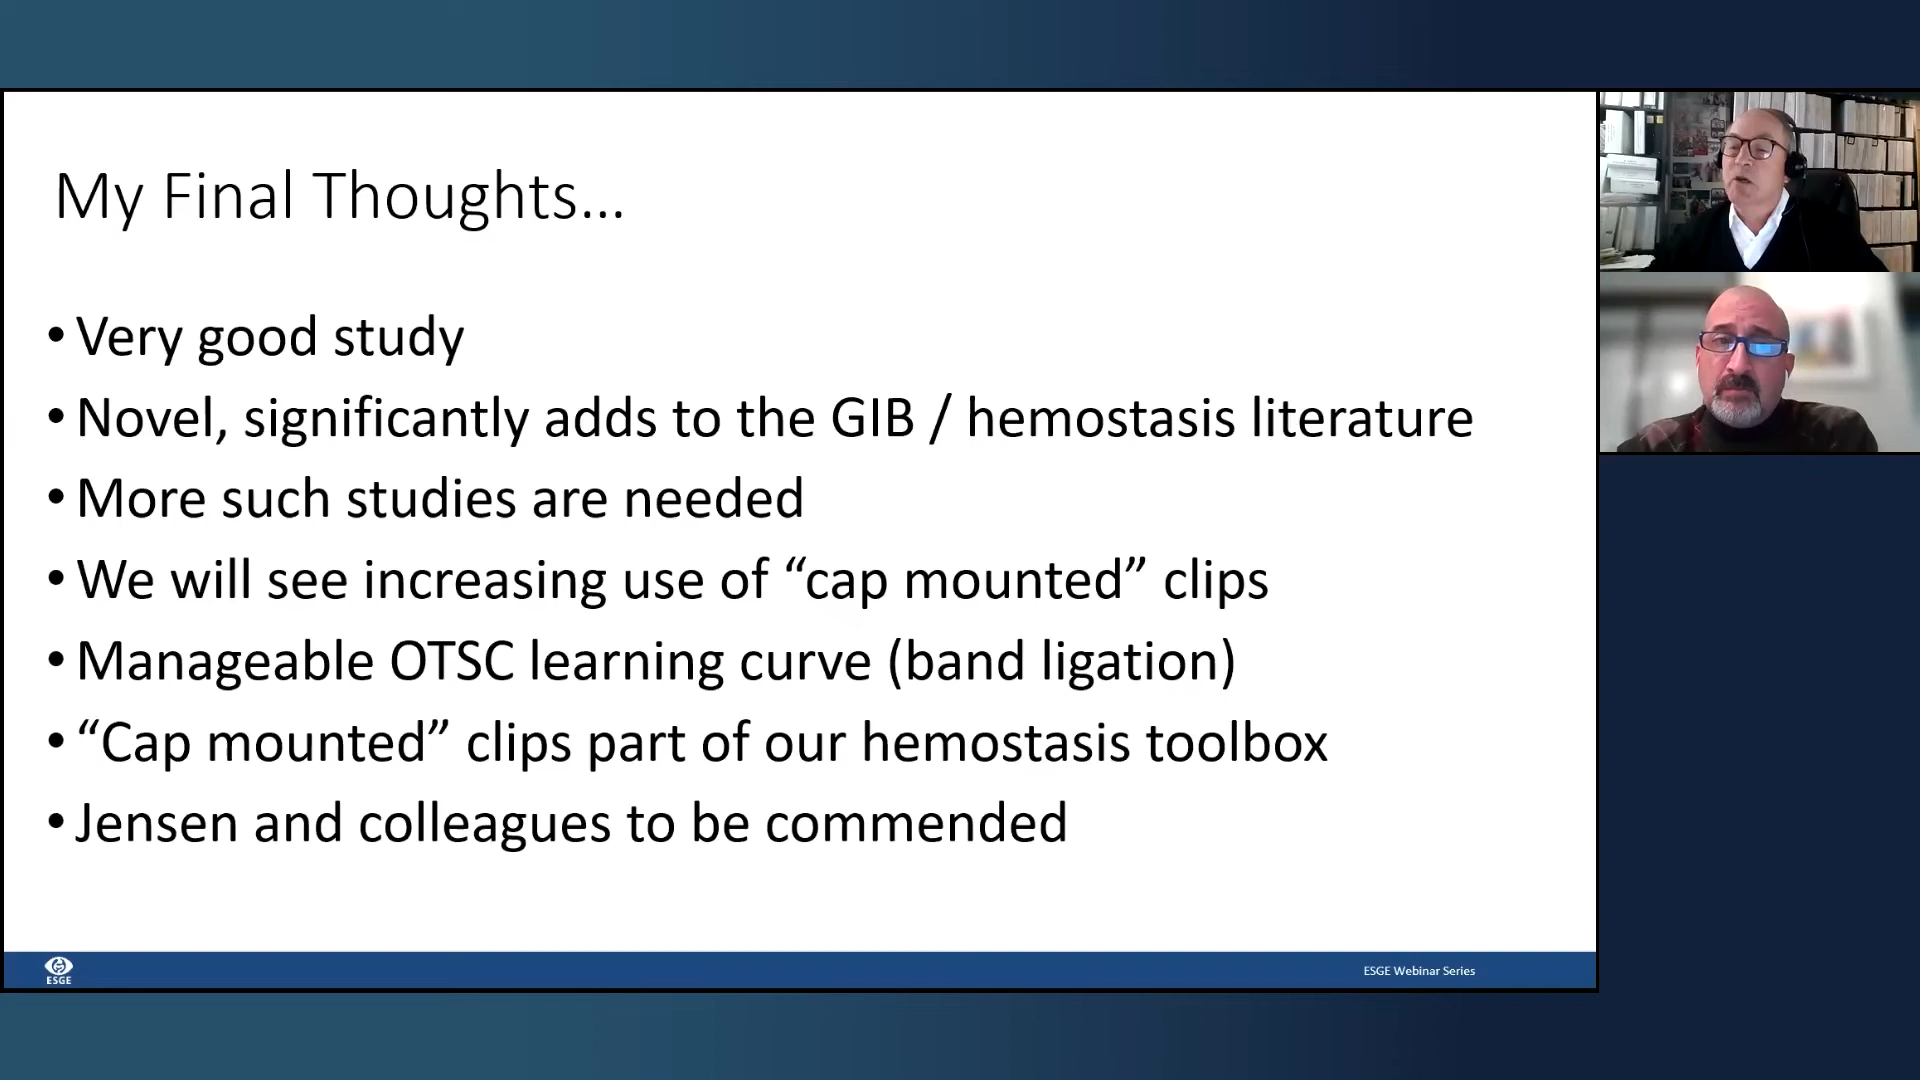 My Final Thoughts...
• Very good study
• Novel, significantly adds to the GIB / hemostasis literature
• More such studies are needed
• We will see increasing use of “cap mounted” clips
• Manageable OTSC learning curve (band ligation)
• “Cap mounted” clips part of our hemostasis toolbox
• Jensen and colleagues to be commended
ESGE
ESGE Webinar Series